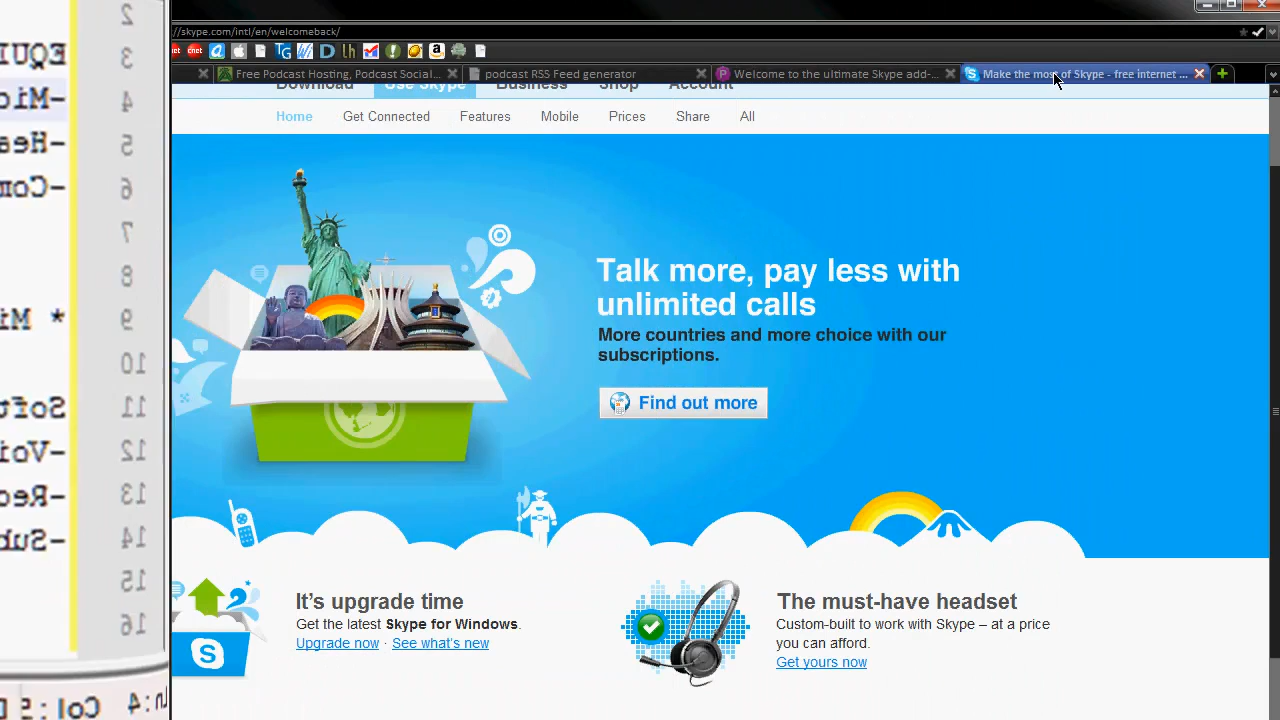 //skype.com/intl/en/welcomeback/
cnet
Free Podcast Hosting, Podcast Social...
podcast RSS Feed generator
Welcome to the ultimate Skype add-...
Make the most of Skype - free internet ...
Download Use Skype Business Shop Account
Home Get Connected Features Mobile Prices Share All
Talk more, pay less with
unlimited calls
More countries and more choice with our
subscriptions.
Find out more
It's upgrade time
Get the latest Skype for Windows.
Upgrade now · See what's new
The must-have headset
Custom-built to work with Skype – at a price
you can afford.
Get yours now
2
EQUI
3
-Mic
4
-Hea
5
-Com
6
7
8
* Mi
9
10
Soft
11
-Voi
12
-Rec
13
-Sub
14
15
16
Ln:4 Col:5